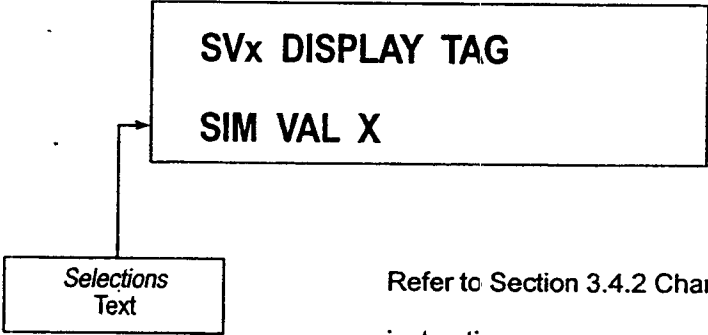 SVx DISPLAY TAG
SIM VAL X
Selections
Text
Refer to Section 3.4.2